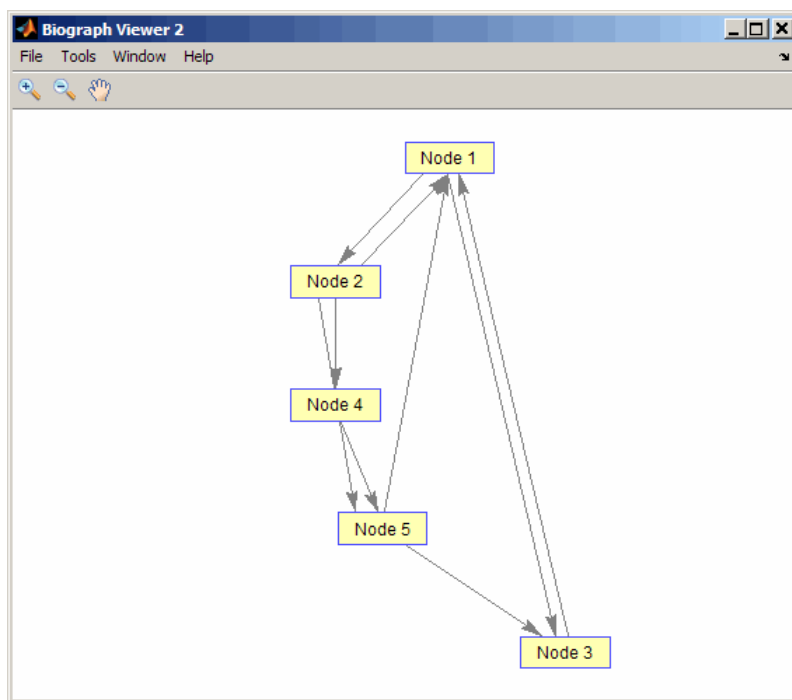 Biograph Viewer 2
File Tools Window Help
Node 1
Node 2
Node 4
Node 5
Node 3